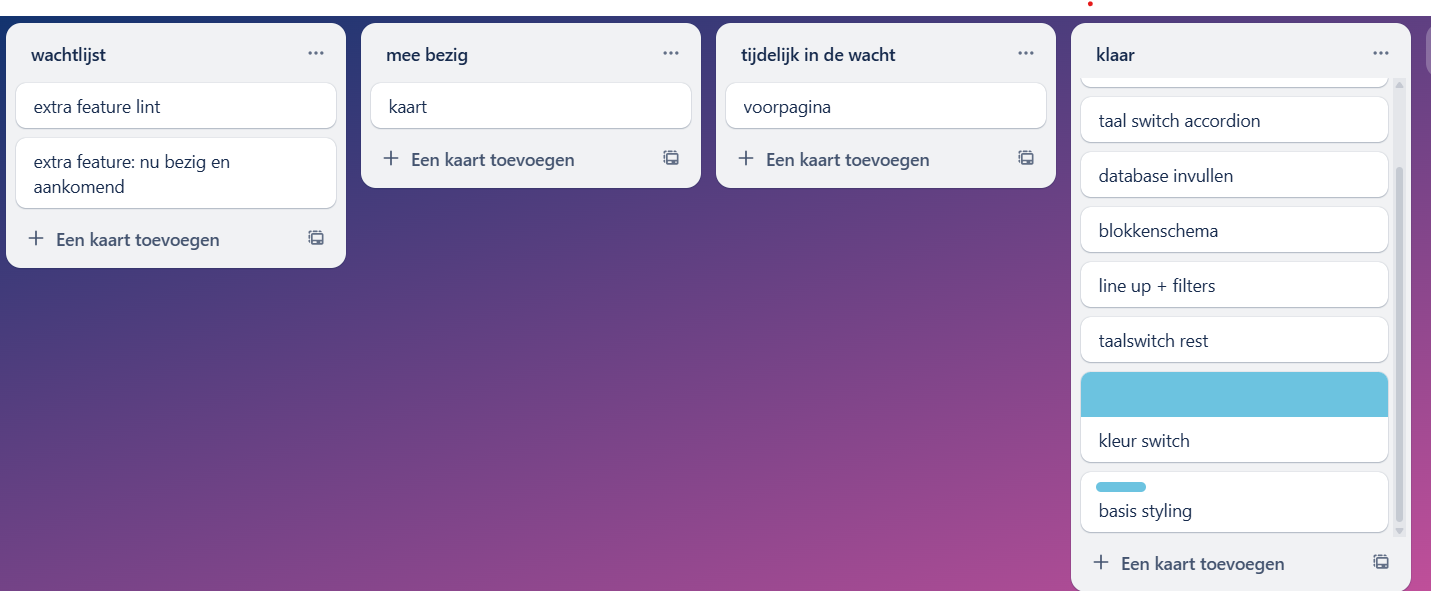 wachtlijst
extra feature lint
extra feature: nu bezig en
aankomend
Een kaart toevoegen
mee bezig
kaart
Een kaart toevoegen
tijdelijk in de wacht
voorpagina
Een kaart toevoegen
klaar
taal switch accordion
database invullen
blokkenschema
line up + filters
taalswitch rest
kleur switch
basis styling
Een kaart toevoegen